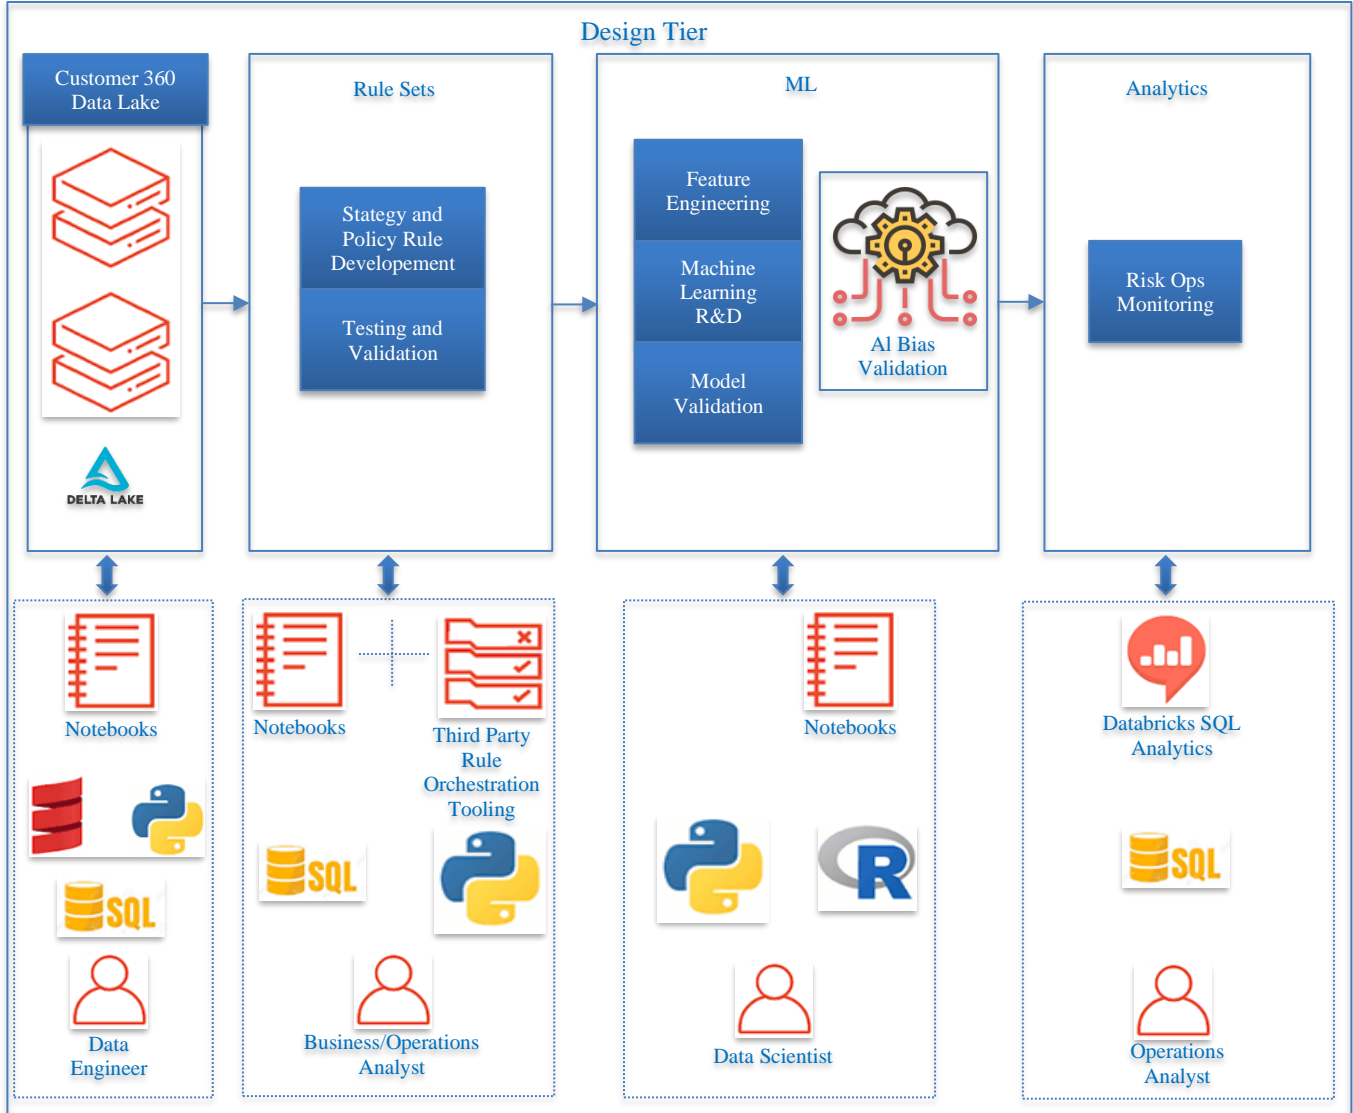 Design Tier
Customer 360
Data Lake
DELTA LAKE
Rule Sets
Stategy and
Policy Rule
Developement
Testing and
Validation
ML
Feature
Engineering
Machine
Learning
R&D
Model
Validation
AI Bias
Validation
Analytics
Risk Ops
Monitoring
Notebooks
SQL
Data
Engineer
Notebooks
Third Party
Rule
Orchestration
Tooling
SQL
Business/Operations
Analyst
Notebooks
R
Data Scientist
Databricks SQL
Analytics
SQL
Operations
Analyst